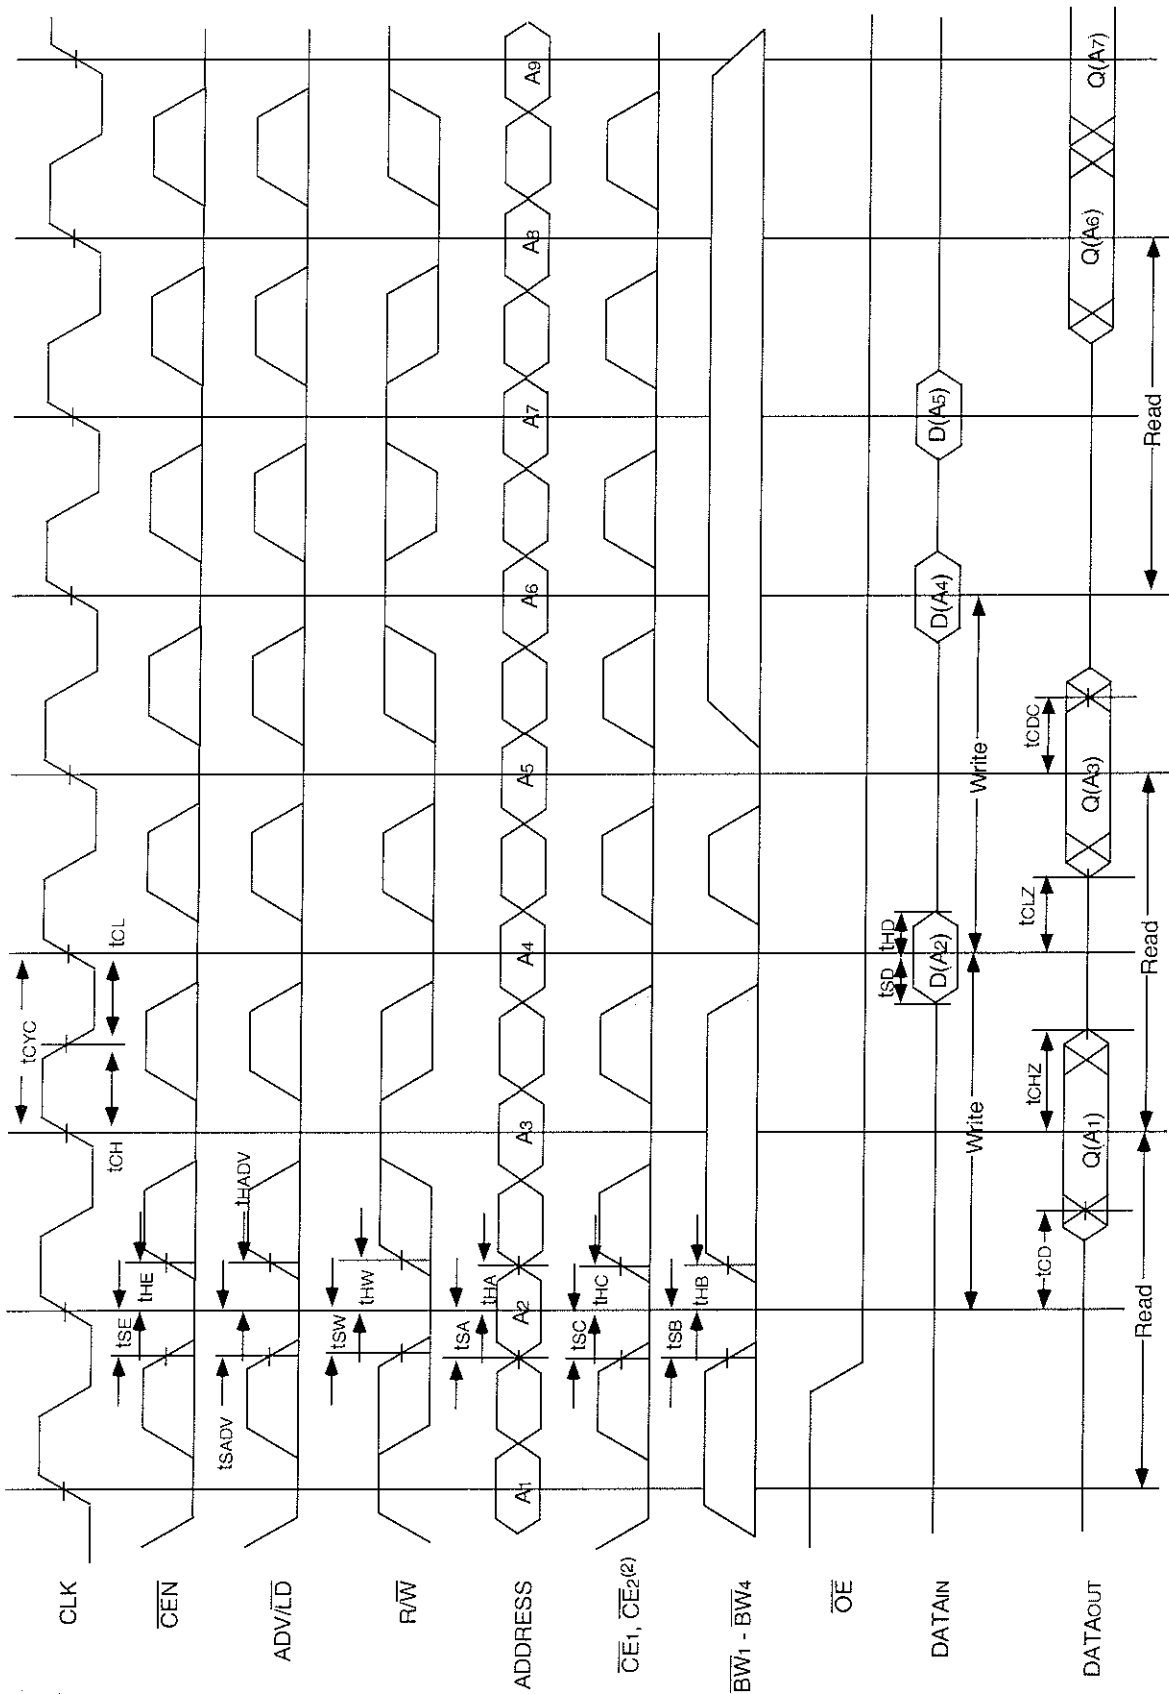 CLK
tCYC
tCH
tCL
CEN
tSE
tHE
ADV/LD
tSADV
tHADV
R/W
tSW
tHW
ADDRESS
tSA
tHA
A1
A2
A3
A4
A5
A6
A7
A8
A9
CE1, CE2(2)
tSC
tHC
BW1 - BW4
tSB
tHB
OE
DATAIN
tSD
tHD
D(A2)
D(A4)
D(A5)
Write
Write
DATAOUT
tCD
Q(A1)
tCHZ
tCLZ
Q(A3)
tCDC
Q(A6)
Q(A7)
Read
Read
Read